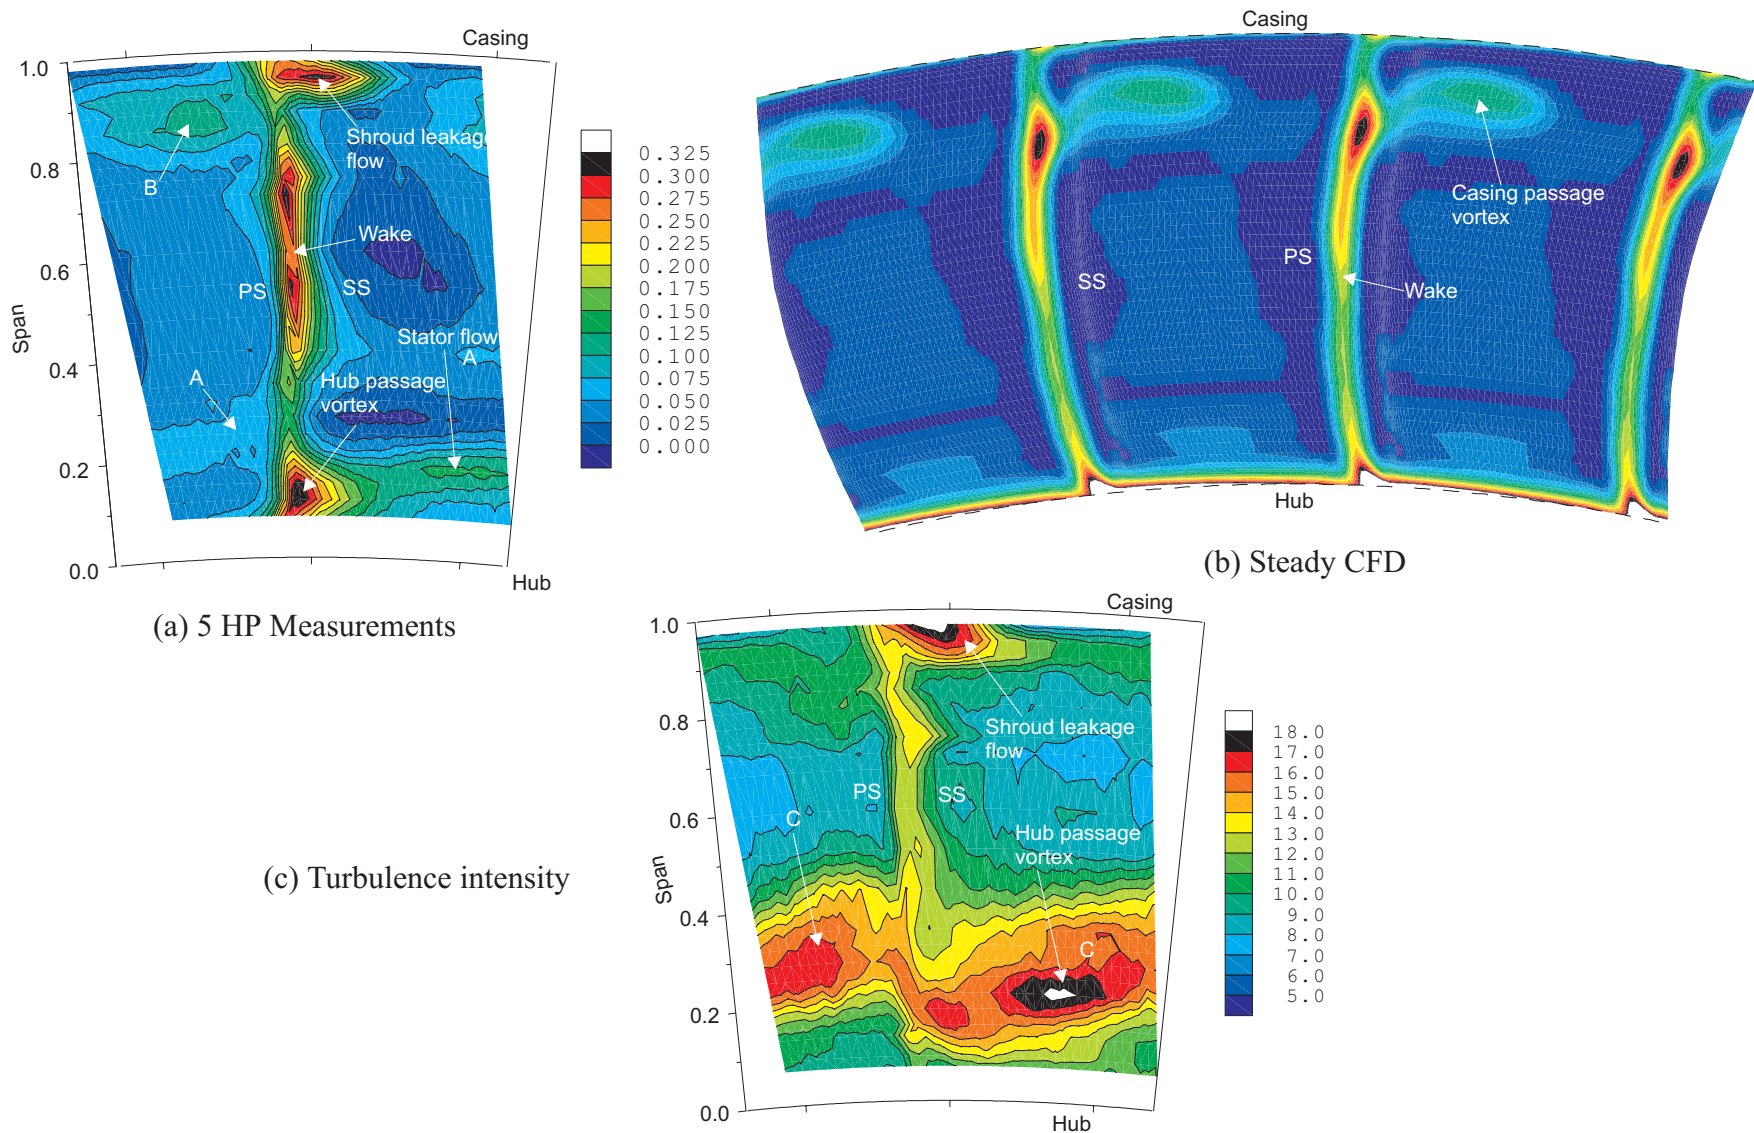 Casing
1.0
0.8
0.6
0.4
0.2
0.0
Span
Shroud leakage
flow
B
Wake
PS
SS
Stator flow
A
A
Hub passage
vortex
Hub
0.325
0.300
0.275
0.250
0.225
0.200
0.175
0.150
0.125
0.100
0.075
0.050
0.025
0.000
(a) 5 HP Measurements
Casing
Casing passage
vortex
PS
SS
Wake
Hub
(b) Steady CFD
Casing
1.0
0.8
0.6
0.4
0.2
0.0
Span
Shroud leakage
flow
PS
SS
C
Hub passage
vortex
C
Hub
18.0
17.0
16.0
15.0
14.0
13.0
12.0
11.0
10.0
9.0
8.0
7.0
6.0
5.0
(c) Turbulence intensity